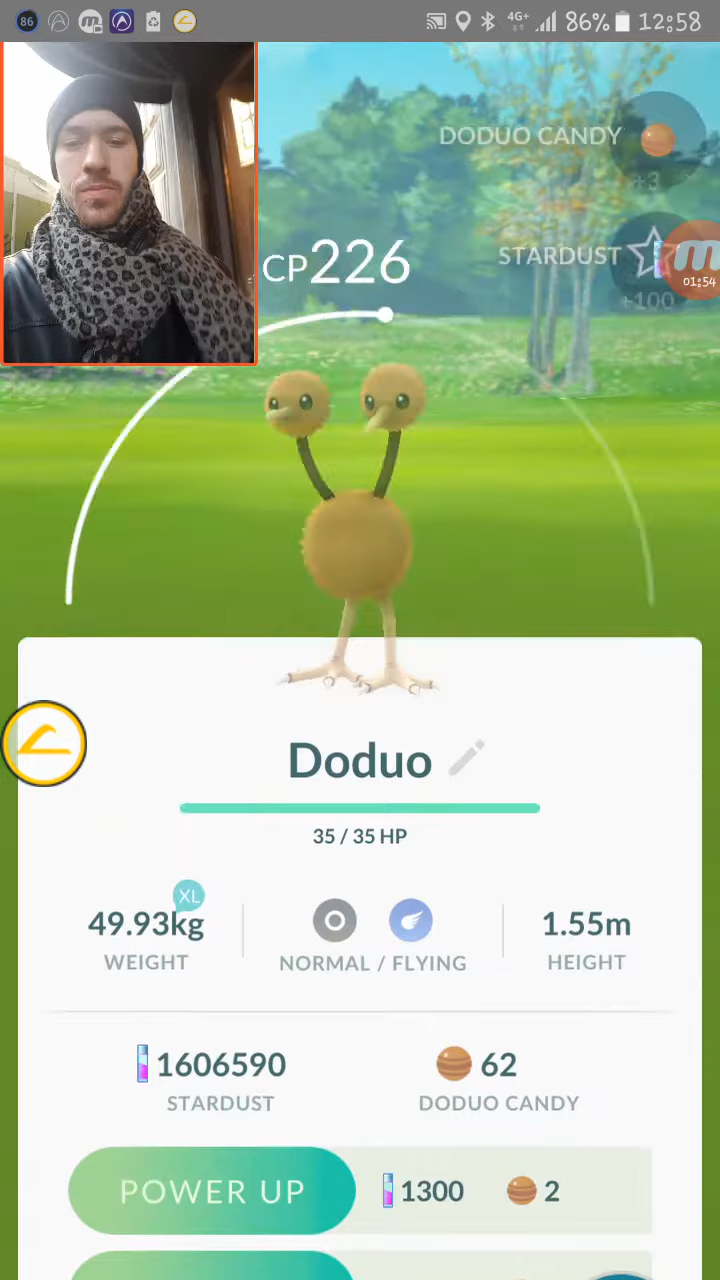 86 4G+ 86% 12:58
DODUO CANDY
+3
CP226
STARDUST
01:54
+100
Doduo
35 / 35 HP
XL
49.93kg
WEIGHT
NORMAL / FLYING
1.55m
HEIGHT
1606590
STARDUST
62
DODUO CANDY
POWER UP 1300 2